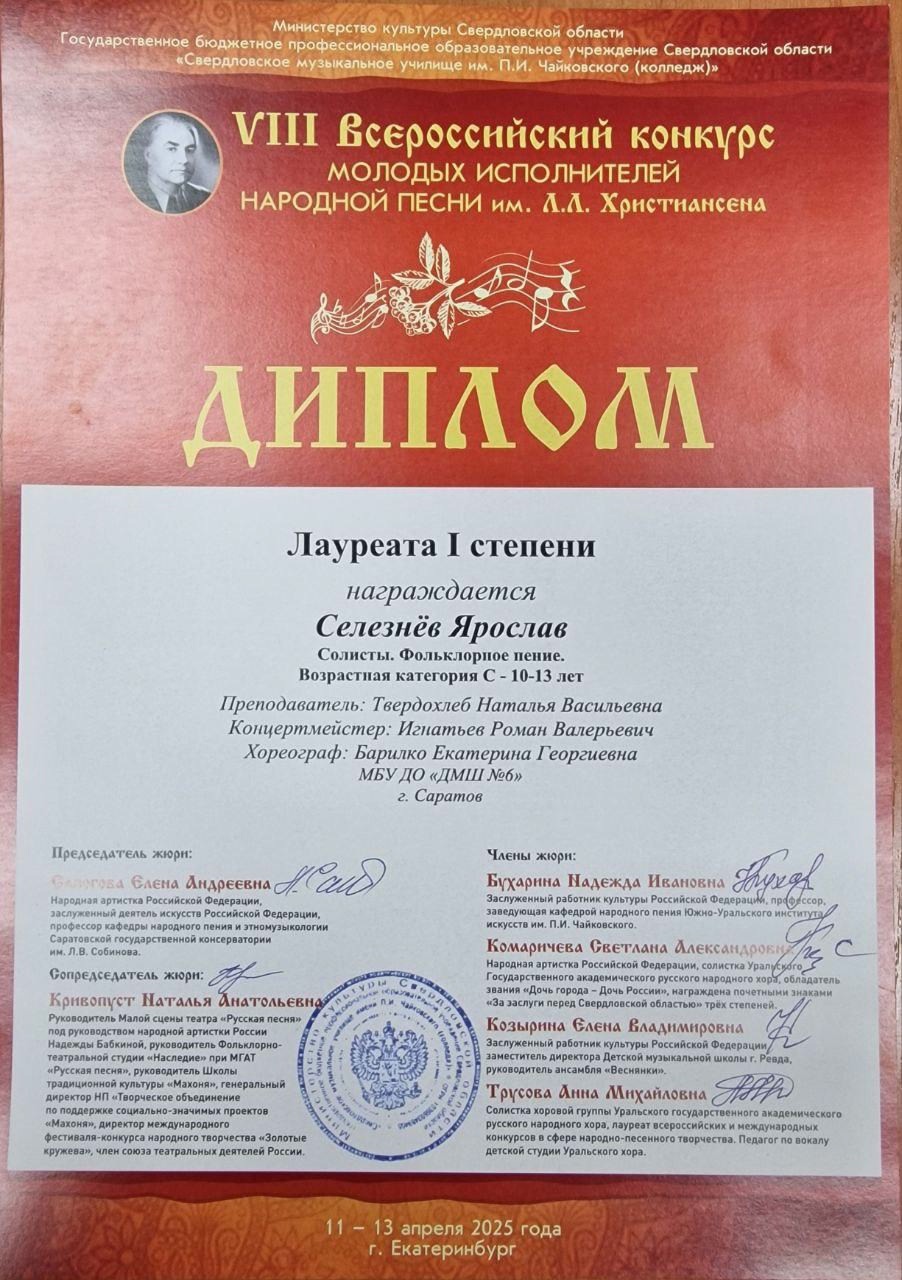 Министерство культуры Свердловской области
Государственное бюджетное профессиональное образовательное учреждение Свердловской области
«Свердловское музыкальное училище им. П.И. Чайковского (колледж)»
VIII Всероссийский конкурс
МОЛОДЫХ ИСПОЛНИТЕЛЕЙ
НАРОДНОЙ ПЕСНИ им. Л.Л. Христиансена
ДИПЛОМ
Лауреата I степени
награждается
Селезнёв Ярослав
Солисты. Фольклорное пение.
Возрастная категория С - 10-13 лет
Преподаватель: Твердохлеб Наталья Васильевна
Концертмейстер: Игнатьев Роман Валерьевич
Хореограф: Барилко Екатерина Георгиевна
МБУ ДО «ДМШ №6»
г. Саратов
Председатель жюри:
Елена Андреевна
Народная артистка Российской Федерации,
заслуженный деятель искусств Российской Федерации,
профессор кафедры народного пения и этномузыкологии
Саратовской государственной консерватории
им. Л.В. Собинова.
Сопредседатель жюри:
Кривопуст Наталья Анатольевна
Руководитель Малой сцены театра «Русская песня»
под руководством народной артистки России
Надежды Бабкиной, руководитель Фольклорно-
театральной студии «Наследие» при МГАТ
«Русская песня», руководитель Школы
традиционной культуры «Махоня», генеральный
директор НП «Творческое объединение
по поддержке социально-значимых проектов
«Махоня», директор международного
фестиваля-конкурса народного творчества «Золотые
кружева», член союза театральных деятелей России.
Члены жюри:
Бухарина Надежда Ивановна
Заслуженный работник культуры Российской Федерации, профессор,
заведующая кафедрой народного пения Южно-Уральского института
искусств им. П.И. Чайковского.
Комаричева Светлана Александровна
Народная артистка Российской Федерации, солистка Уральского
Государственного академического русского народного хора, обладатель
звания «Дочь города – Дочь России», награждена почетными знаками
«За заслуги перед Свердловской областью» трёх степеней.
Козырина Елена Владимировна
Заслуженный работник культуры Российской Федерации,
заместитель директора Детской музыкальной школы г. Ревда,
руководитель ансамбля «Веснянки».
Трусова Анна Михайловна
Солистка хоровой группы Уральского государственного академического
русского народного хора, лауреат всероссийских и международных
конкурсов в сфере народно-песенного творчества. Педагог по вокалу
детской студии Уральского хора.
Министерство культуры Свердловской области
11 – 13 апреля 2025 года
г. Екатеринбург